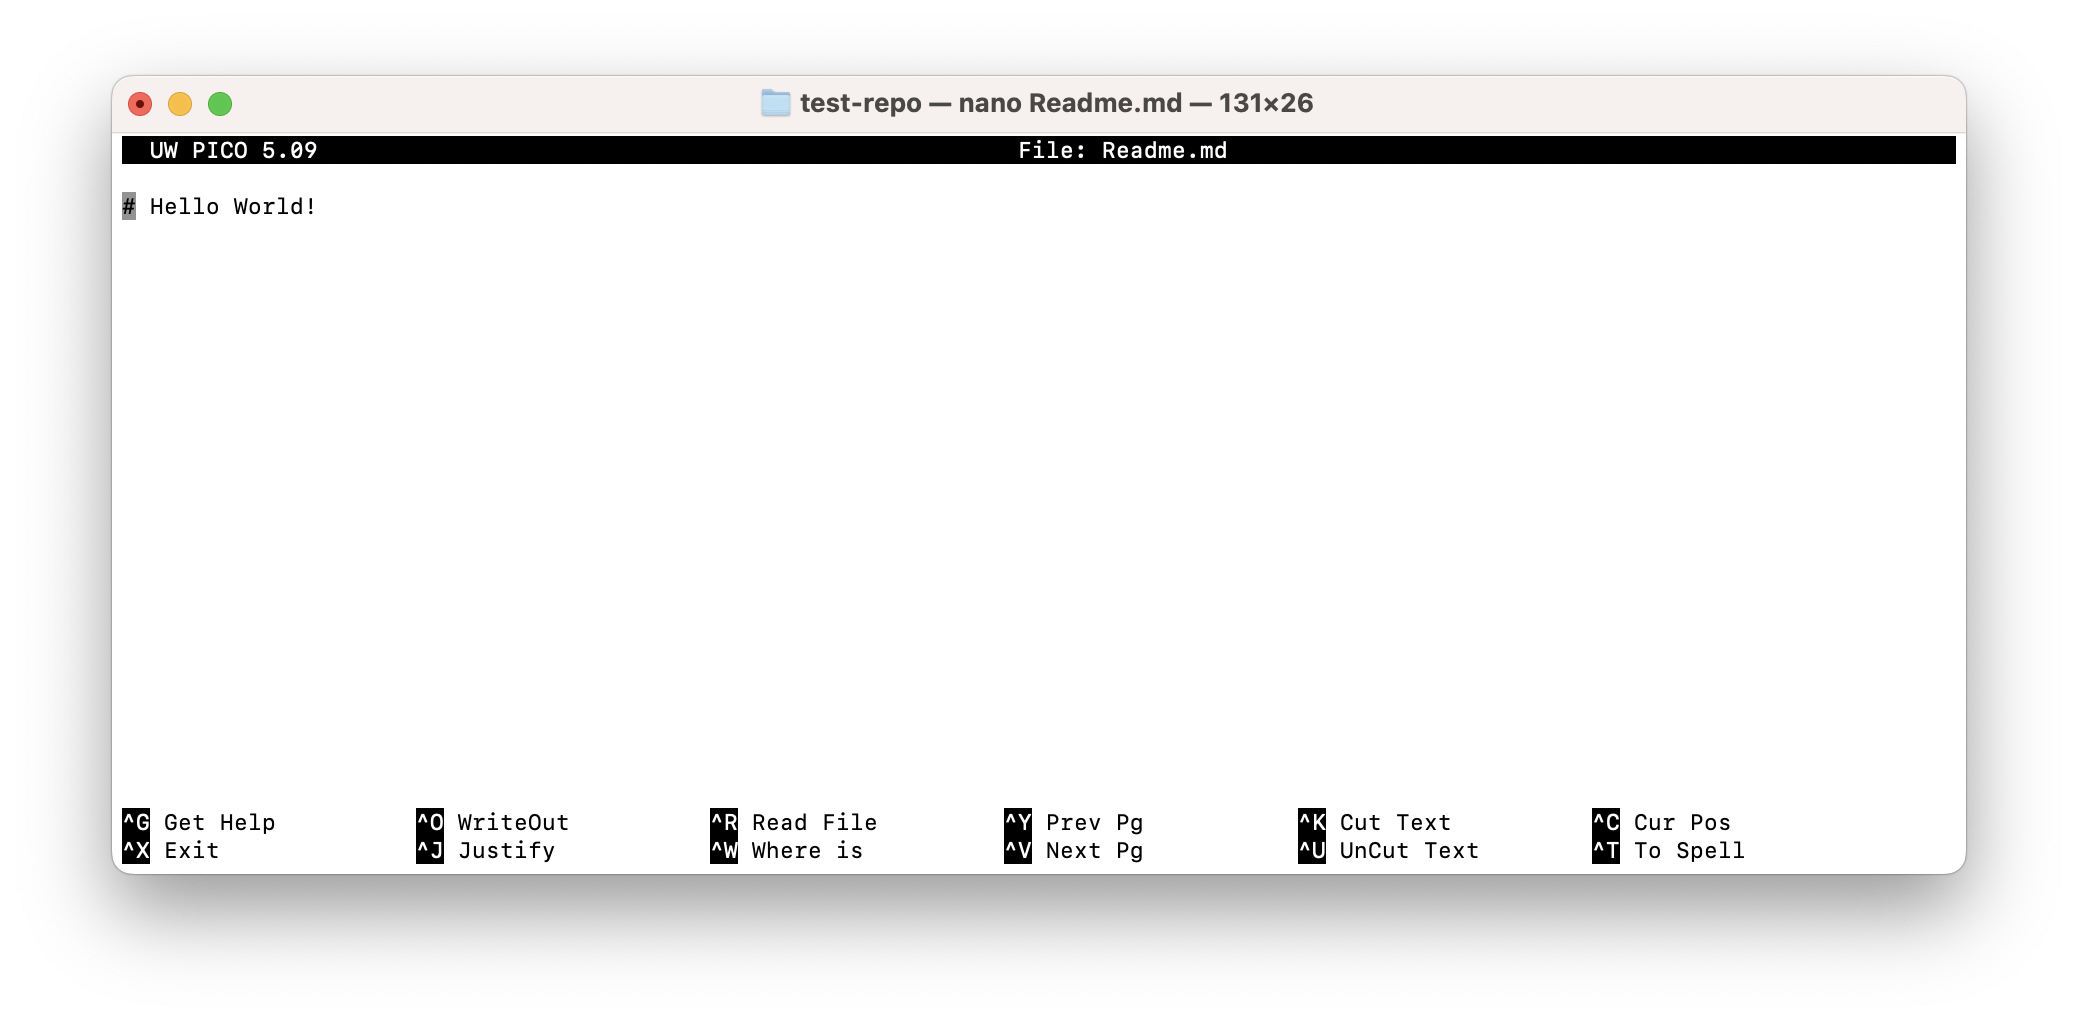 test-repo — nano Readme.md — 131×26
UW PICO 5.09 File: Readme.md
# Hello World!
^G Get Help ^O WriteOut ^R Read File ^Y Prev Pg ^K Cut Text ^C Cur Pos
^X Exit ^J Justify ^W Where is ^V Next Pg ^U UnCut Text ^T To Spell